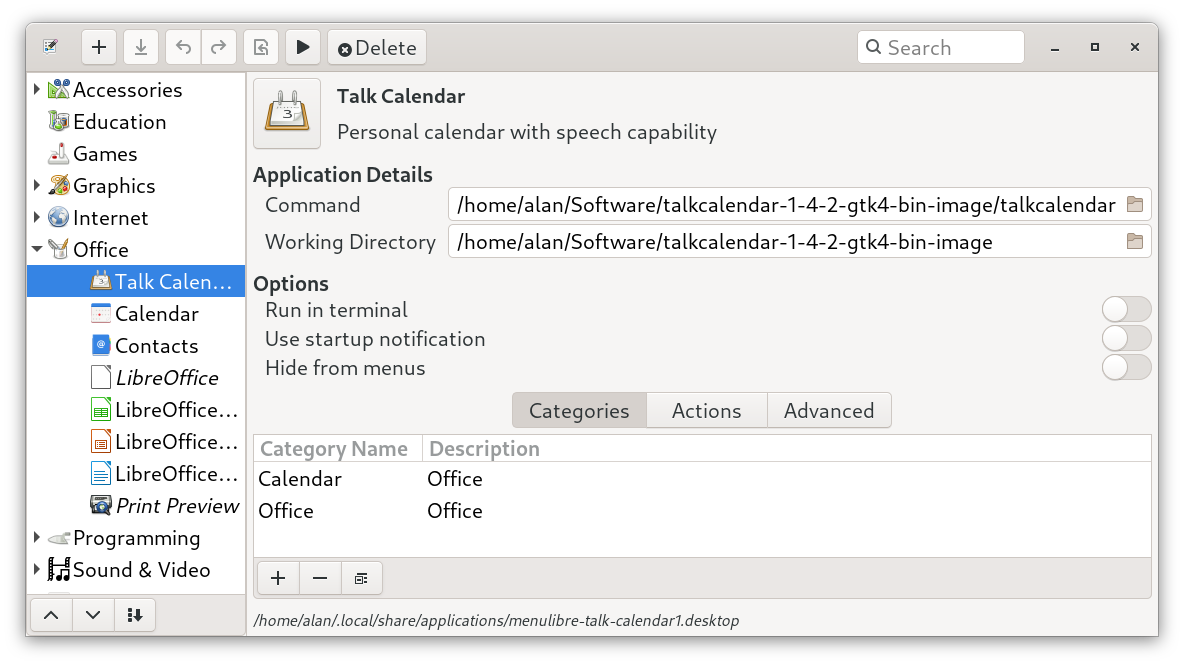 Delete
Search
Accessories
Education
Games
Graphics
Internet
Office
Talk Calen...
Calendar
Contacts
LibreOffice
LibreOffice...
LibreOffice...
LibreOffice...
Print Preview
Programming
Sound & Video
3
Talk Calendar
Personal calendar with speech capability
Application Details
Command /home/alan/Software/talkcalendar-1-4-2-gtk4-bin-image/talkcalendar
Working Directory /home/alan/Software/talkcalendar-1-4-2-gtk4-bin-image
Options
Run in terminal
Use startup notification
Hide from menus
Categories Actions Advanced
Category Name Description
Calendar Office
Office Office
/home/alan/.local/share/applications/menulibre-talk-calendar1.desktop